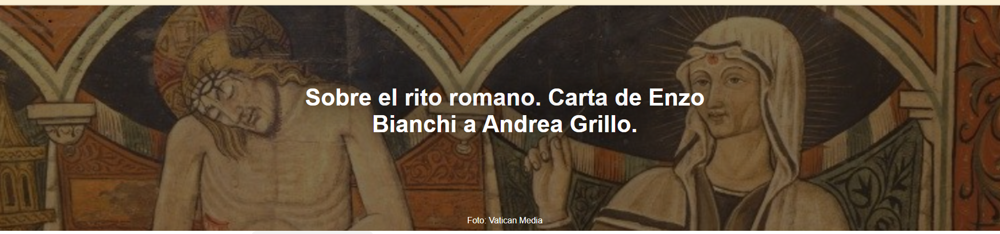 Sobre el rito romano. Carta de Enzo
Bianchi a Andrea Grillo.
Foto: Vatican Media